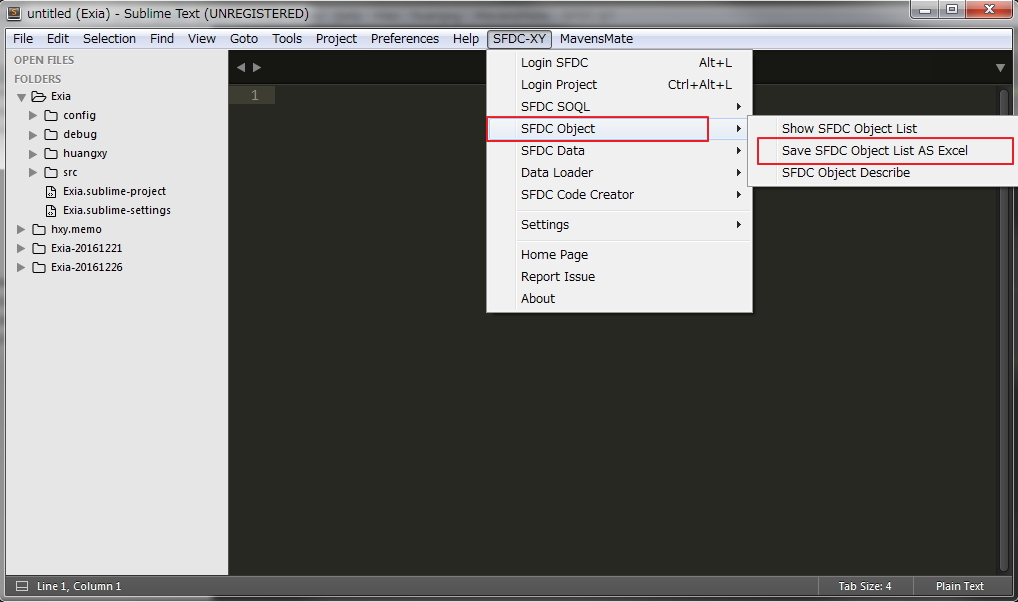 untitled (Exia) - Sublime Text (UNREGISTERED)
File Edit Selection Find View Goto Tools Project Preferences Help SFDC-XY MavensMate
OPEN FILES
FOLDERS
Exia
config
debug
huangxy
src
Exia.sublime-project
Exia.sublime-settings
hxy.memo
Exia-20161221
Exia-20161226
1
Login SFDC Alt+L
Login Project Ctrl+Alt+L
SFDC SOQL
SFDC Object
SFDC Data
Data Loader
SFDC Code Creator
Settings
Home Page
Report Issue
About
Show SFDC Object List
Save SFDC Object List AS Excel
SFDC Object Describe
Line 1, Column 1 Tab Size: 4 Plain Text